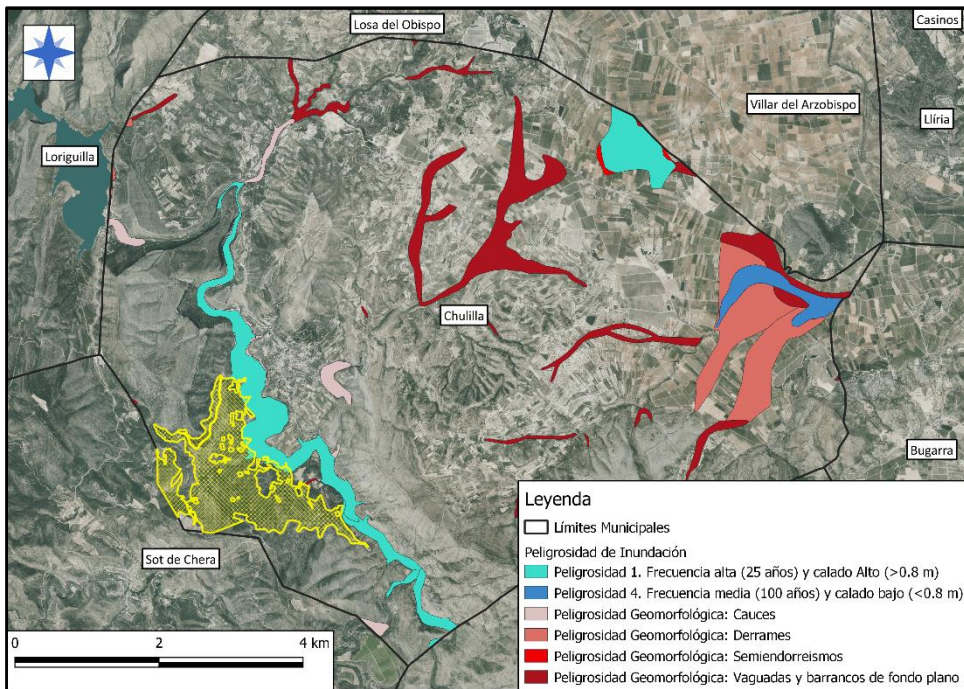 Losa del Obispo
Casinos
Villar del Arzobispo
Llíria
Loriguilla
Chulilla
Bugarra
Sot de Chera
0 2 4 km
Leyenda
Límites Municipales
Peligrosidad de Inundación
Peligrosidad 1. Frecuencia alta (25 años) y calado Alto (>0.8 m)
Peligrosidad 4. Frecuencia media (100 años) y calado bajo (<0.8 m)
Peligrosidad Geomorfológica: Cauces
Peligrosidad Geomorfológica: Derrames
Peligrosidad Geomorfológica: Semiendorreismos
Peligrosidad Geomorfológica: Vaguadas y barrancos de fondo plano